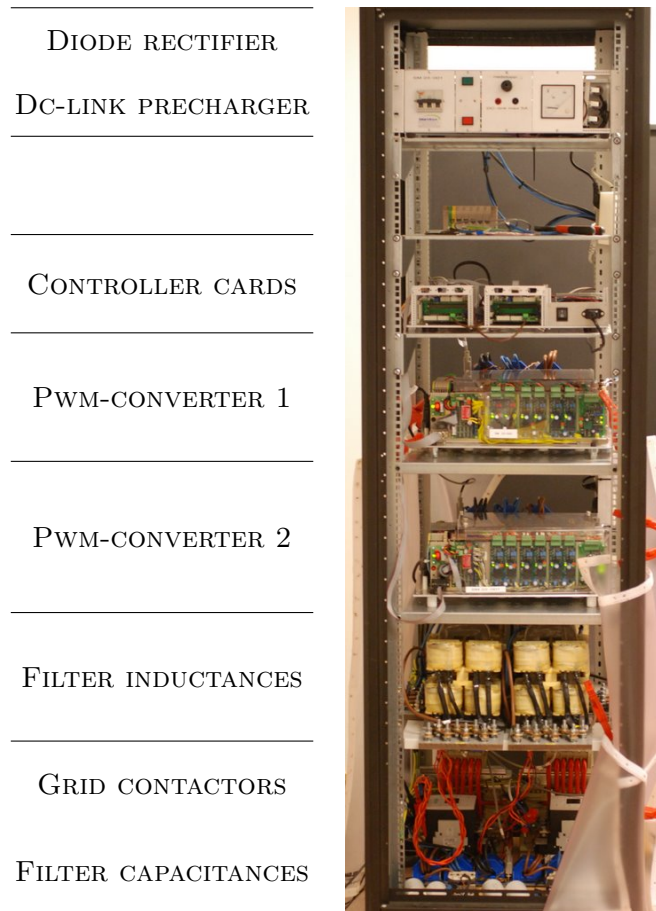 Diode rectifier
Dc-link precharger
Controller cards
Pwm-converter 1
Pwm-converter 2
Filter inductances
Grid contactors
Filter capacitances